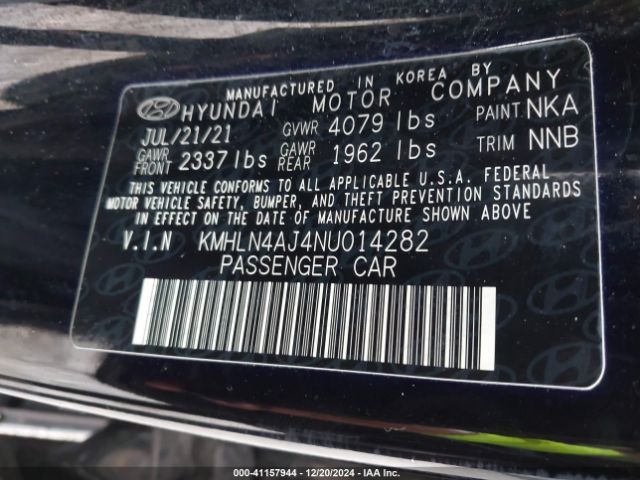 MANUFACTURED IN KOREA BY
HYUNDAI MOTOR COMPANY
JUL/21/21 GVWR 4079 lbs PAINT: NKA
GAWR FRONT 2337 lbs GAWR REAR 1962 lbs TRIM NNB
THIS VEHICLE CONFORMS TO ALL APPLICABLE U.S.A. FEDERAL
MOTOR VEHICLE SAFETY, BUMPER, AND THEFT PREVENTION STANDARDS
IN EFFECT ON THE DATE OF MANUFACTURE SHOWN ABOVE
V.I.N KMHLN4AJ4NU014282
PASSENGER CAR
000-41157944 | 12/20/2024 | IAA Inc.